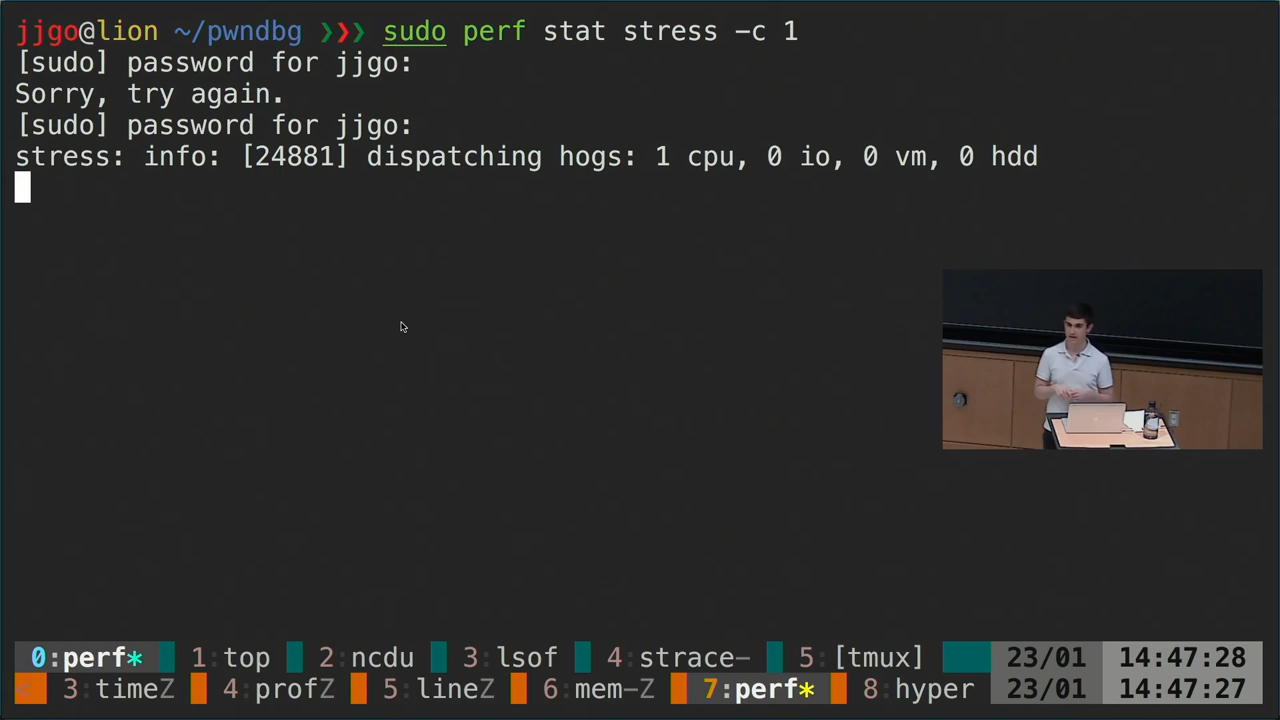 jjgo@lion ~/pwndbg ❯❯❯ sudo perf stat stress -c 1
[sudo] password for jjgo:
Sorry, try again.
[sudo] password for jjgo:
stress: info: [24881] dispatching hogs: 1 cpu, 0 io, 0 vm, 0 hdd
0:perf* 1:top 2:ncdu 3:lsof 4:strace- 5:[tmux] 23/01 14:47:28
< 3:timeZ 4:profZ 5:lineZ 6:mem-Z 7:perf* 8:hyper 23/01 14:47:27